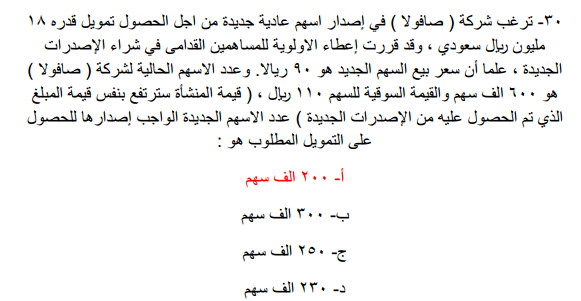 ٣٠- ترغب شركة ( صافولا ) في إصدار اسهم عادية جديدة من اجل الحصول تمويل قدره ١٨
مليون ريال سعودي ، وقد قررت إعطاء الاولوية للمساهمين القدامى في شراء الإصدرات
الجديدة ، علما أن سعر بيع السهم الجديد هو ٩٠ ريالا. وعدد الاسهم الحالية لشركة ( صافولا )
هو ٦٠٠ الف سهم والقيمة السوقية للسهم ١١٠ ريال ، ( قيمة المنشأة سترتفع بنفس قيمة المبلغ
الذي تم الحصول عليه من الإصدرات الجديدة ) عدد الاسهم الجديدة الواجب إصدارها للحصول
على التمويل المطلوب هو :
أ- ٢٠٠ الف سهم
ب- ٣٠٠ الف سهم
ج- ٢٥٠ الف سهم
د- ٢٣٠ الف سهم